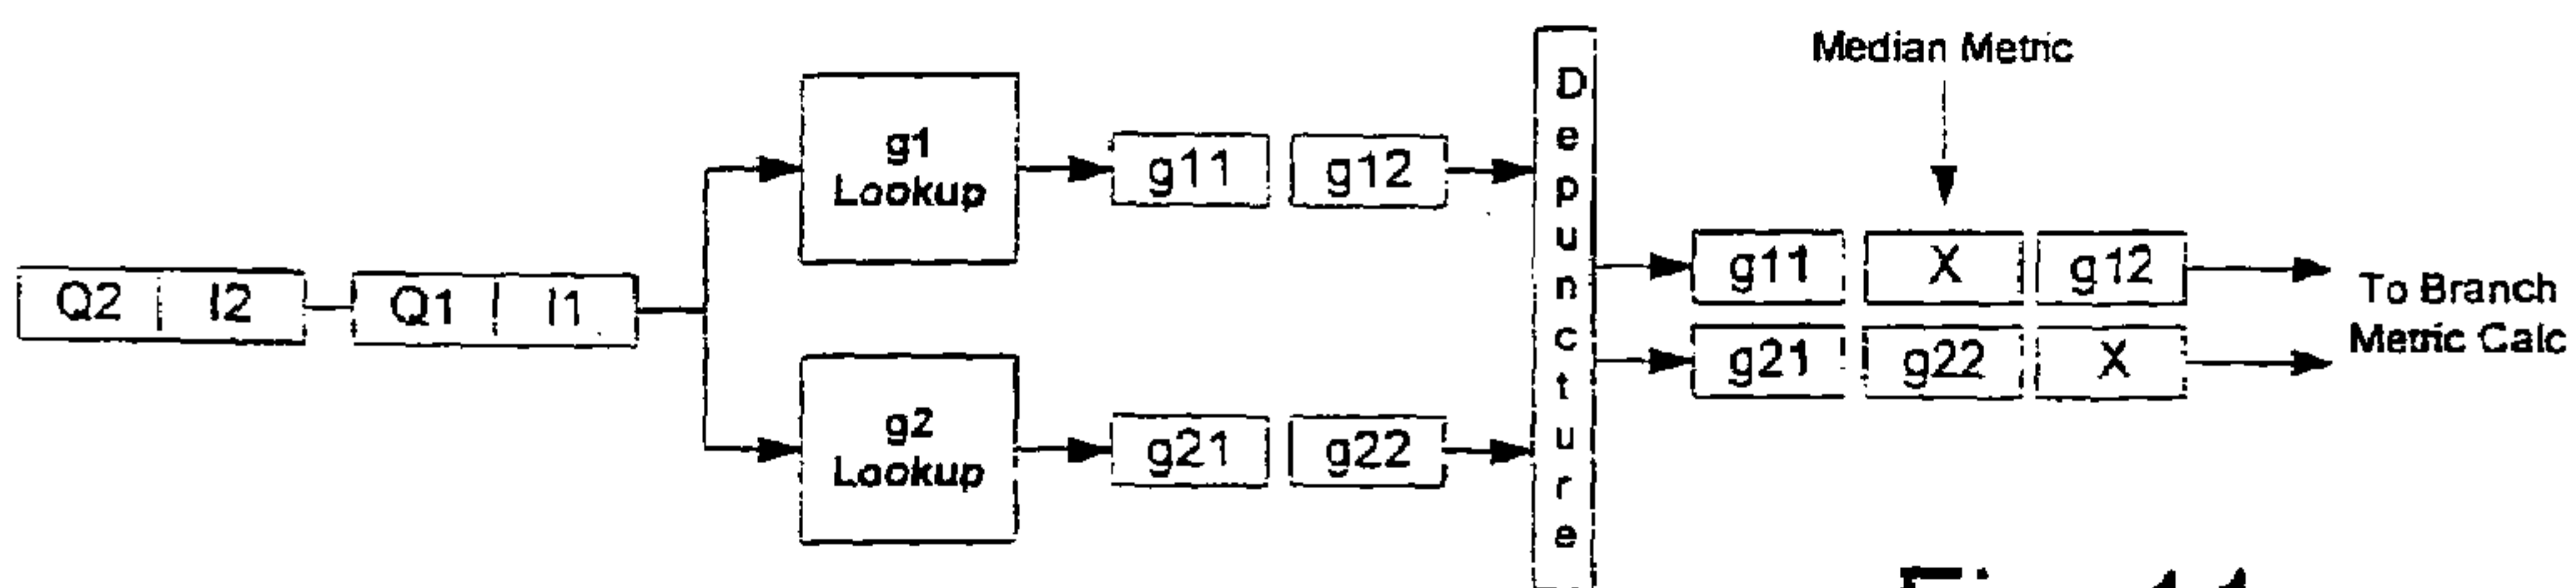 Median Metric
Depuncture
g1
Lookup
g11 g12
g11 X g12
Q2 I2 Q1 I1
To Branch
Metric Calc
g21 g22 X
g2
Lookup
g21 g22